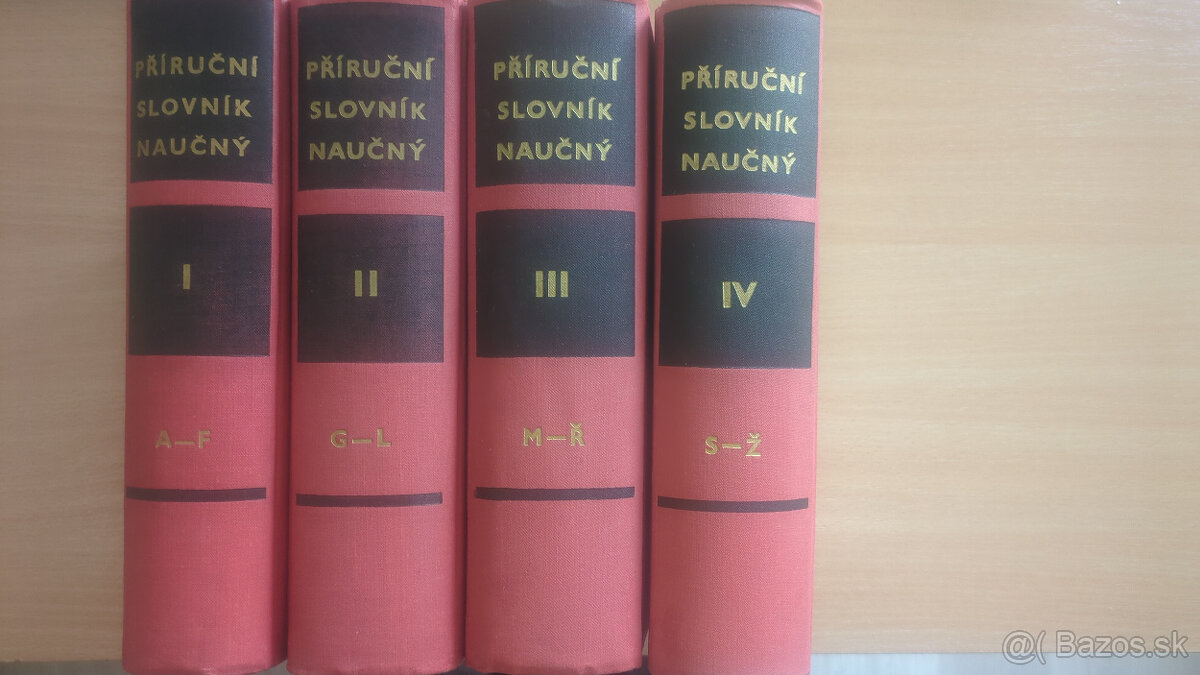 PŘÍRUČNÍ
SLOVNÍK
NAUČNÝ
I
A—F
PŘÍRUČNÍ
SLOVNÍK
NAUČNÝ
II
G—L
PŘÍRUČNÍ
SLOVNÍK
NAUČNÝ
III
M—Ř
PŘÍRUČNÍ
SLOVNÍK
NAUČNÝ
IV
S—Ž
@( Bazos.sk